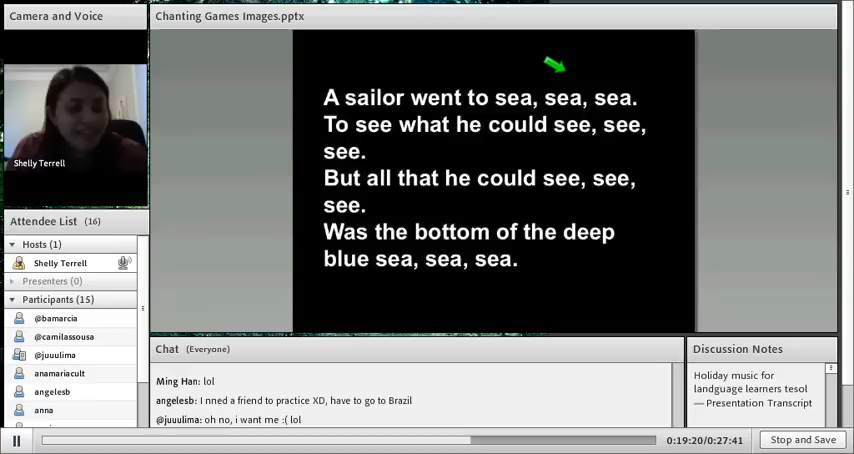 Camera and Voice
Chanting Games Images.pptx
Shelly Terrell
A sailor went to sea, sea, sea.
To see what he could see, see,
see.
But all that he could see, see,
see.
Was the bottom of the deep
blue sea, sea, sea.
Attendee List (16)
Hosts (1)
Shelly Terrell
Presenters (0)
Participants (15)
@bamarcia
@camilassousa
@juuulima
anamariacult
angelesb
anna
Chat (Everyone)
Ming Han: lol
angelesb: I nned a friend to practice XD, have to go to Brazil
@juuulima: oh no, i want me :( lol
Discussion Notes
Holiday music for
landguage learners tesol
— Presentation Transcript
0:19:20/0:27:41
Stop and Save